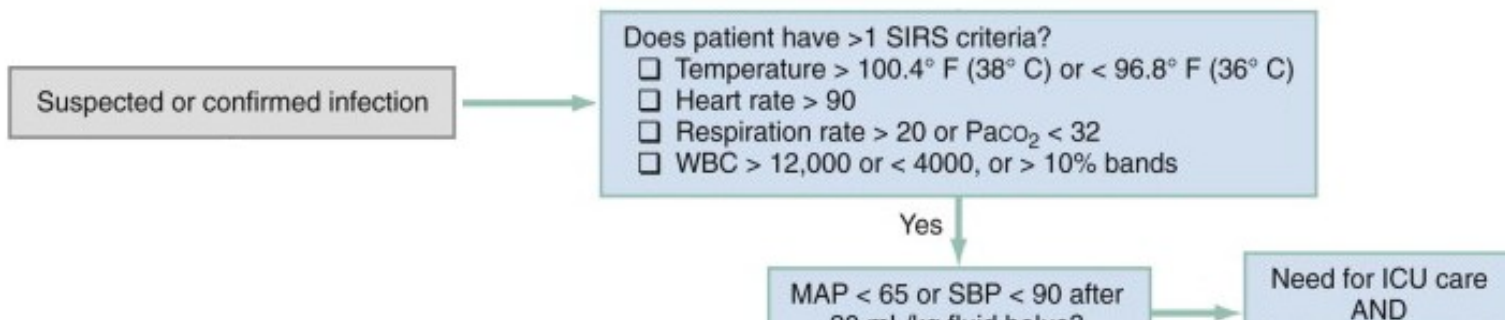 Does patient have >1 SIRS criteria?
❑ Temperature > 100.4° F (38° C) or < 96.8° F (36° C)
Suspected or confirmed infection
❑ Heart rate > 90
❑ Respiration rate > 20 or PaCO₂ < 32
❑ WBC > 12,000 or < 4000, or > 10% bands
Yes
MAP < 65 or SBP < 90 after
Need for ICU care
AND